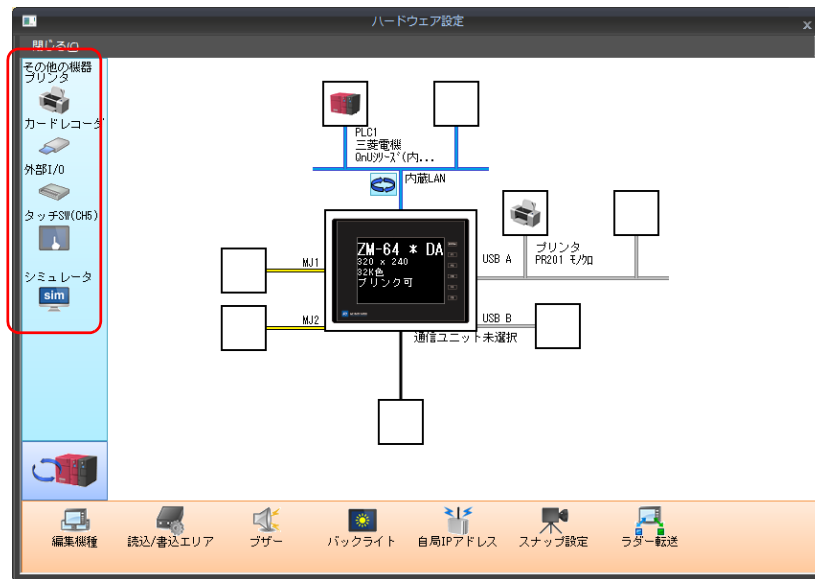 ハードウェア設定
x
閉じる(C)
その他の機器
プリンタ
カードレコーダ
外部I/O
タッチSW(CH5)
シミュレータ
sim
PLC1
三菱電機
QnUシリーズ(内...
内蔵LAN
ZM-64 * DA
320 x 240
32K色
ブリンク可
MJ1
MJ2
USB A
プリンタ
PR201 モノクロ
USB B
通信ユニット未選択
編集機種
読込/書込エリア
ブザー
バックライト
自局IPアドレス
スナップ設定
ラダー転送